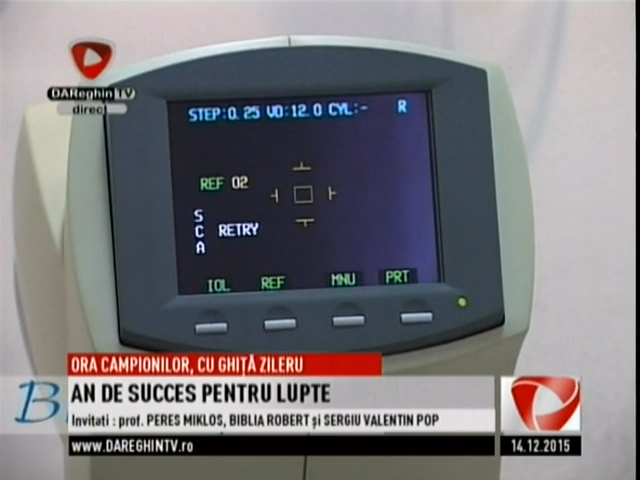 DAReghin TV
direct
STEP:0.25 VD:12.0 CYL:- R
REF 02
S
C RETRY
A
IOL REF MNU PRT
ORA CAMPIONILOR, CU GHIȚĂ ZILERU
B
AN DE SUCCES PENTRU LUPTE
Invitati : prof. PERES MIKLOS, BIBLIA ROBERT și SERGIU VALENTIN POP
www.DAREGHINTV.ro
14.12.2015